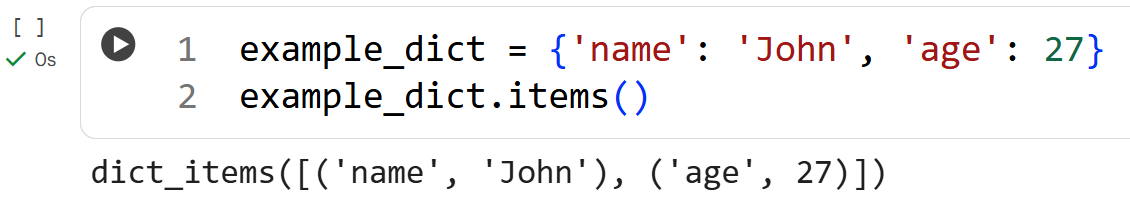 [ ]
0s
1 example_dict = {'name': 'John', 'age': 27}
2 example_dict.items()
dict_items([('name', 'John'), ('age', 27)])